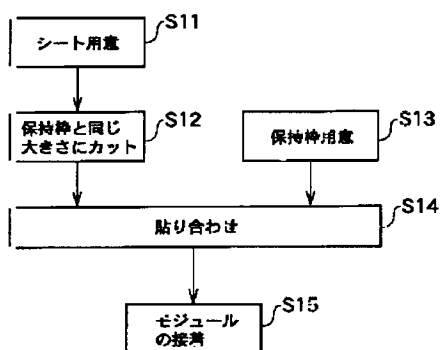 シート用意
S11
保持枠と同じ
大きさにカット
S12
保持枠用意
S13
貼り合わせ
S14
モジュール
の接着
S15